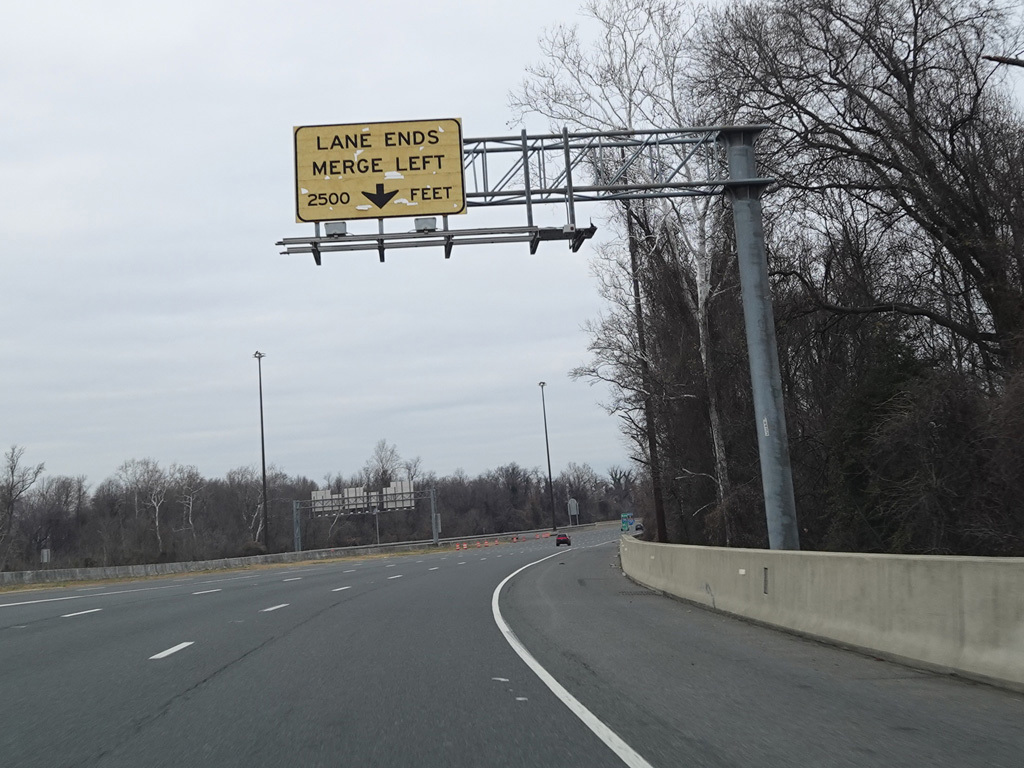 LANE ENDS
MERGE LEFT
2500 FEET